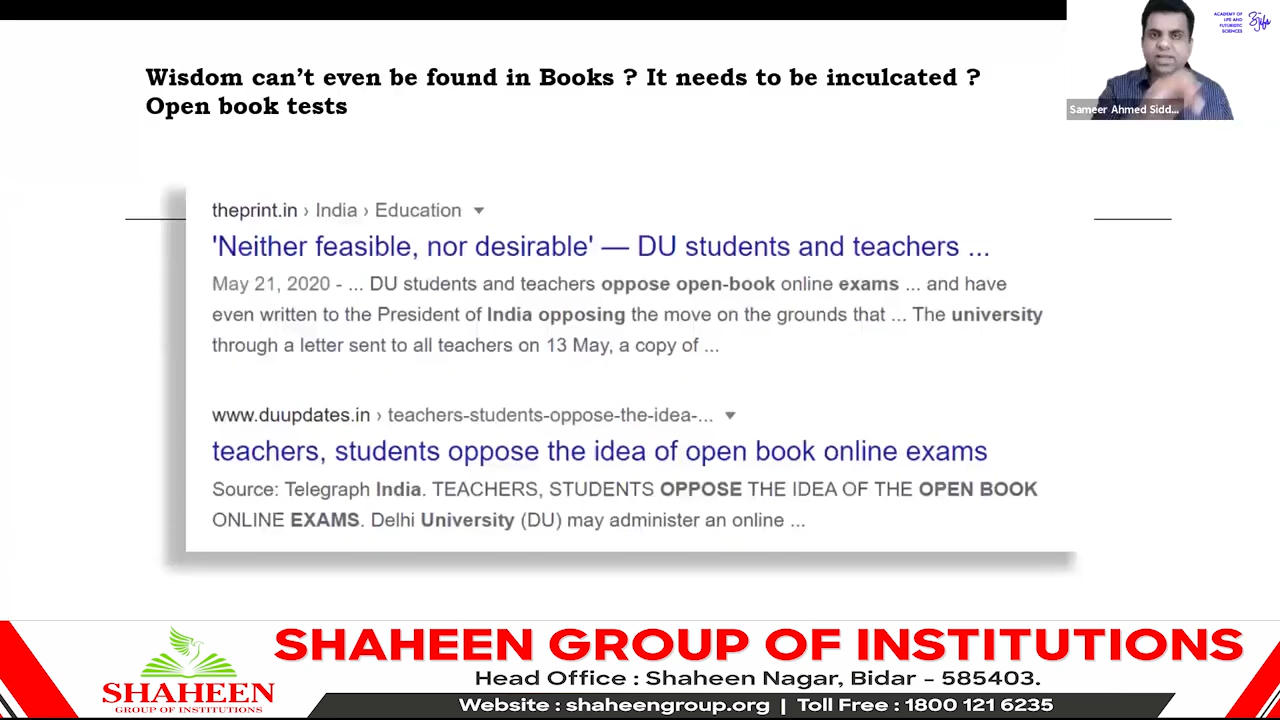 Wisdom can’t even be found in Books ? It needs to be inculcated ?
Open book tests
ACADEMY OF
LIFE AND
FUTURISTIC
SCIENCES
Sameer Ahmed Sidd...
theprint.in › India › Education
'Neither feasible, nor desirable' — DU students and teachers ...
May 21, 2020 - ... DU students and teachers oppose open-book online exams ... and have
even written to the President of India opposing the move on the grounds that ... The university
through a letter sent to all teachers on 13 May, a copy of ...
www.duupdates.in › teachers-students-oppose-the-idea-...
teachers, students oppose the idea of open book online exams
Source: Telegraph India. TEACHERS, STUDENTS OPPOSE THE IDEA OF THE OPEN BOOK
ONLINE EXAMS. Delhi University (DU) may administer an online ...
SHAHEEN
GROUP OF INSTITUTIONS
SHAHEEN GROUP OF INSTITUTIONS
Head Office : Shaheen Nagar, Bidar - 585403.
Website : shaheengroup.org | Toll Free : 1800 121 6235